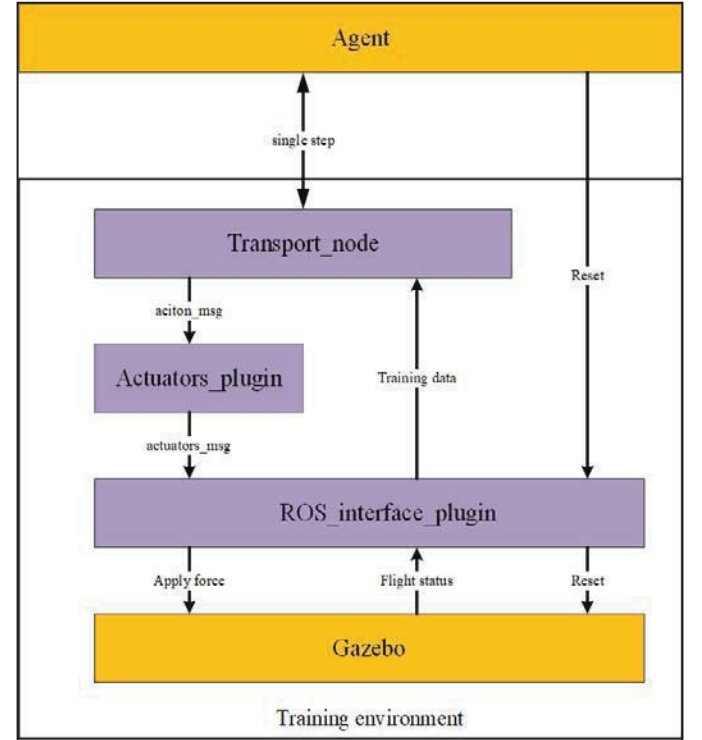 Agent
single step
Transport_node
Reset
aciton_msg
Actuators_plugin
Training data
actuators_msg
ROS_interface_plugin
Apply force
Flight status
Reset
Gazebo
Training environment